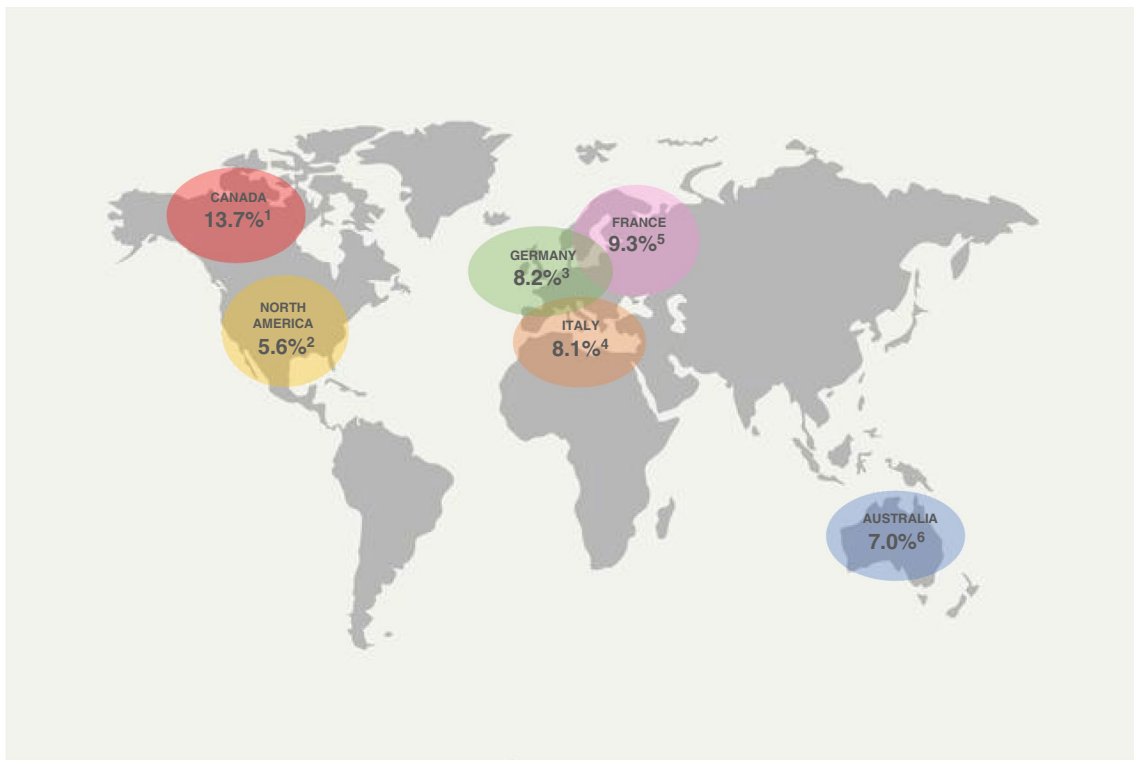 CANADA
13.7%¹
NORTH
AMERICA
5.6%²
GERMANY
8.2%³
FRANCE
9.3%⁵
ITALY
8.1%⁴
AUSTRALIA
7.0%⁶